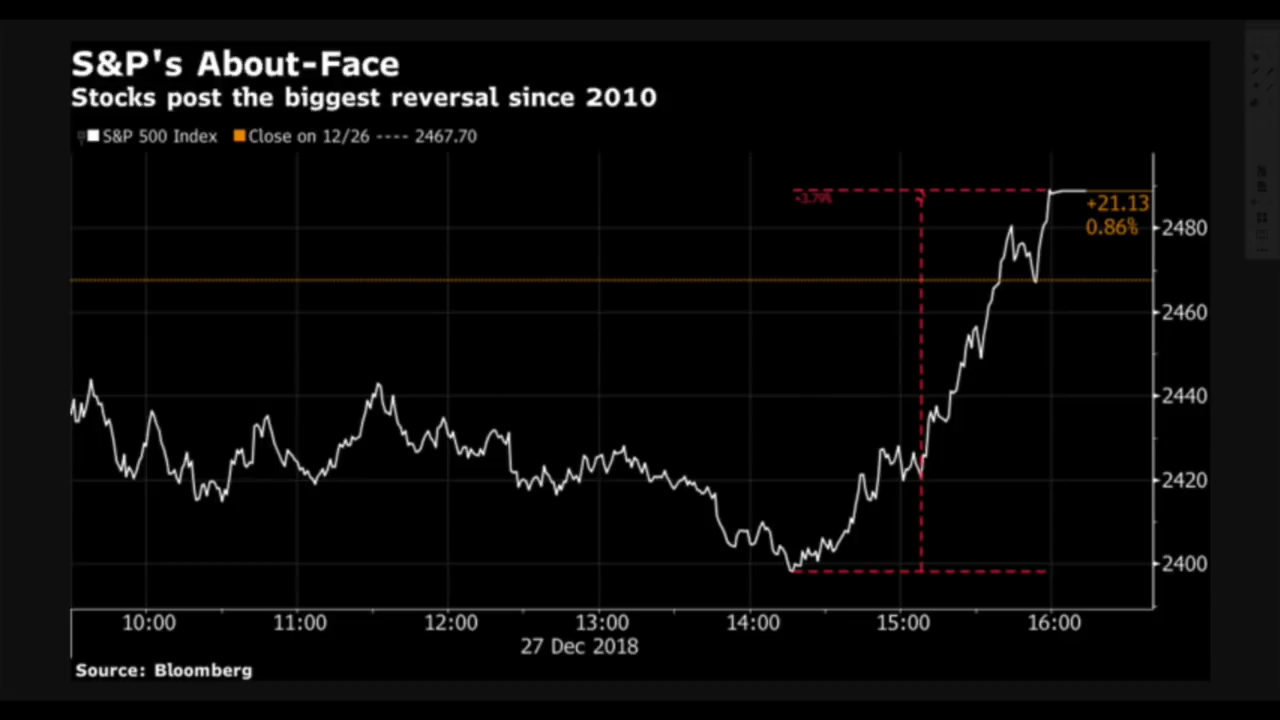 S&P's About-Face
Stocks post the biggest reversal since 2010
S&P 500 Index Close on 12/26 ---- 2467.70
+3.79%
+21.13
0.86%
2480
2460
2440
2420
2400
10:00 11:00 12:00 13:00 14:00 15:00 16:00
27 Dec 2018
Source: Bloomberg